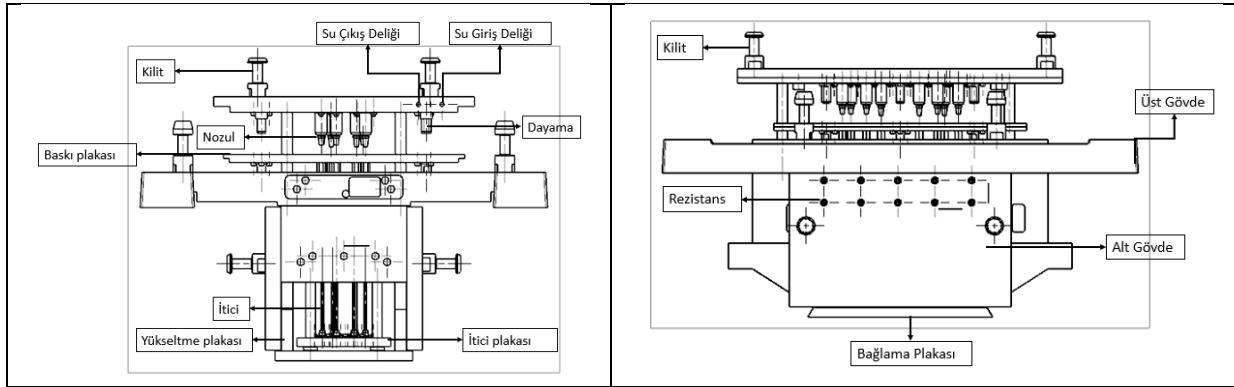 Su Çıkış Deliği
Su Giriş Deliği
Kilit
Nozul
Dayama
Baskı plakası
İtici
Yükseltme plakası
İtici plakası
Kilit
Üst Gövde
Rezistans
Alt Gövde
Bağlama Plakası